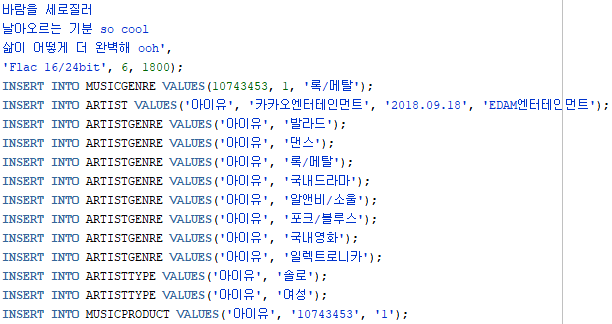 바람을 세로질러
날아오르는 기분 so cool
삶이 어떻게 더 완벽해 ooh',
'Flac 16/24bit', 6, 1800);
INSERT INTO MUSICGENRE VALUES(10743453, 1, '록/메탈');
INSERT INTO ARTIST VALUES('아이유', '카카오엔터테인먼트', '2018.09.18', 'EDAM엔터테인먼트');
INSERT INTO ARTISTGENRE VALUES('아이유', '발라드');
INSERT INTO ARTISTGENRE VALUES('아이유', '댄스');
INSERT INTO ARTISTGENRE VALUES('아이유', '록/메탈');
INSERT INTO ARTISTGENRE VALUES('아이유', '국내드라마');
INSERT INTO ARTISTGENRE VALUES('아이유', '알앤비/소울');
INSERT INTO ARTISTGENRE VALUES('아이유', '포크/블루스');
INSERT INTO ARTISTGENRE VALUES('아이유', '국내영화');
INSERT INTO ARTISTGENRE VALUES('아이유', '일렉트로니카');
INSERT INTO ARTISTTYPE VALUES('아이유', '솔로');
INSERT INTO ARTISTTYPE VALUES('아이유', '여성');
INSERT INTO MUSICPRODUCT VALUES('아이유', '10743453', '1');